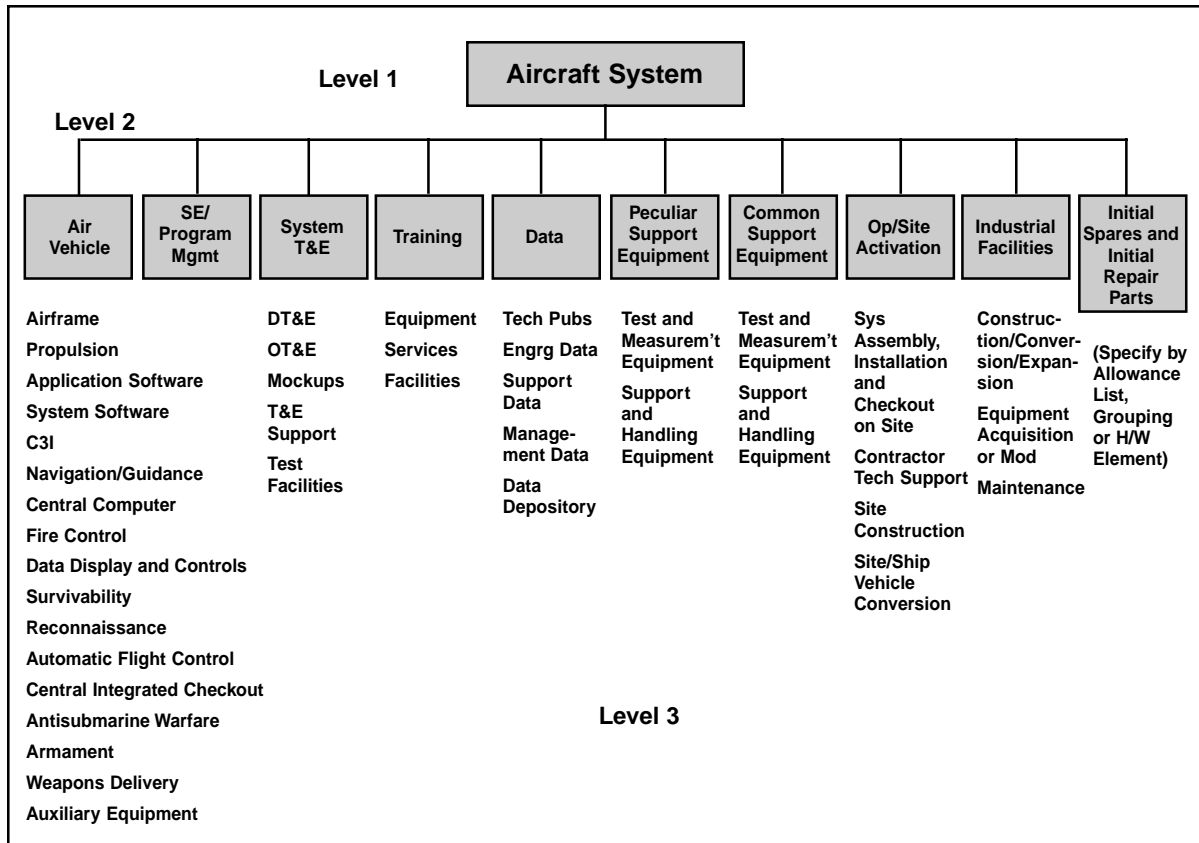 Level 1
Aircraft System
Level 2
Air
Vehicle
SE/
Program
Mgmt
System
T&E
Training
Data
Peculiar
Support
Equipment
Common
Support
Equipment
Op/Site
Activation
Industrial
Facilities
Initial
Spares and
Initial
Repair
Parts
Airframe
Propulsion
Application Software
System Software
C3I
Navigation/Guidance
Central Computer
Fire Control
Data Display and Controls
Survivability
Reconnaissance
Automatic Flight Control
Central Integrated Checkout
Antisubmarine Warfare
Armament
Weapons Delivery
Auxiliary Equipment
DT&E
OT&E
Mockups
T&E
Support
Test
Facilities
Equipment
Services
Facilities
Tech Pubs
Engrg Data
Support
Data
Manage-
ment Data
Data
Depository
Test and
Measurem't
Equipment
Support
and
Handling
Equipment
Test and
Measurem't
Equipment
Support
and
Handling
Equipment
Sys
Assembly,
Installation
and
Checkout
on Site
Contractor
Tech Support
Site
Construction
Site/Ship
Vehicle
Conversion
Construc-
tion/Conver-
sion/Expan-
sion
Equipment
Acquisition
or Mod
Maintenance
(Specify by
Allowance
List,
Grouping
or H/W
Element)
Level 3